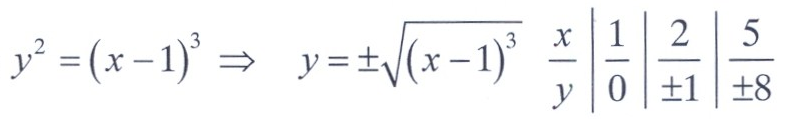 y² = (x − 1)³ ⇒ y = ±√(x − 1)³ x/y | 1/0 | 2/±1 | 5/±8